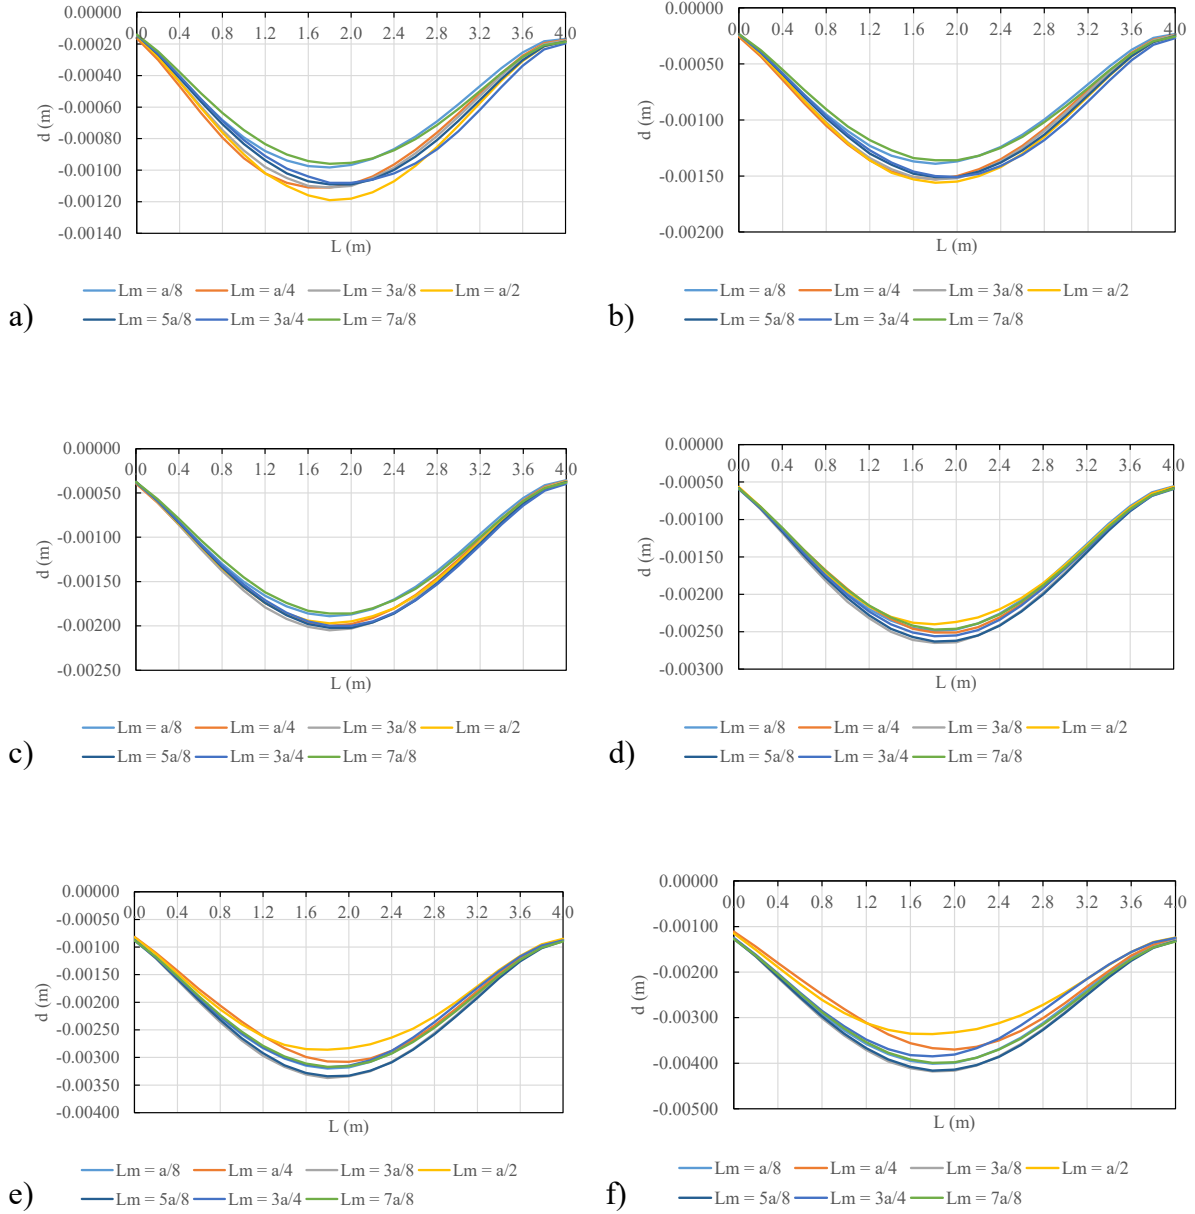 0.00000
-0.00020
-0.00040
-0.00060
-0.00080
-0.00100
-0.00120
-0.00140
d (m)
0.0 0.4 0.8 1.2 1.6 2.0 2.4 2.8 3.2 3.6 4.0
L (m)
Lm = a/8 Lm = a/4 Lm = 3a/8 Lm = a/2
Lm = 5a/8 Lm = 3a/4 Lm = 7a/8
a)
0.00000
-0.00050
-0.00100
-0.00150
-0.00200
d (m)
0.0 0.4 0.8 1.2 1.6 2.0 2.4 2.8 3.2 3.6 4.0
L (m)
Lm = a/8 Lm = a/4 Lm = 3a/8 Lm = a/2
Lm = 5a/8 Lm = 3a/4 Lm = 7a/8
b)
0.00000
-0.00050
-0.00100
-0.00150
-0.00200
-0.00250
d (m)
0.0 0.4 0.8 1.2 1.6 2.0 2.4 2.8 3.2 3.6 4.0
L (m)
Lm = a/8 Lm = a/4 Lm = 3a/8 Lm = a/2
Lm = 5a/8 Lm = 3a/4 Lm = 7a/8
c)
0.00000
-0.00050
-0.00100
-0.00150
-0.00200
-0.00250
-0.00300
d (m)
0.0 0.4 0.8 1.2 1.6 2.0 2.4 2.8 3.2 3.6 4.0
L (m)
Lm = a/8 Lm = a/4 Lm = 3a/8 Lm = a/2
Lm = 5a/8 Lm = 3a/4 Lm = 7a/8
d)
0.00000
-0.00050
-0.00100
-0.00150
-0.00200
-0.00250
-0.00300
-0.00350
-0.00400
d (m)
0.0 0.4 0.8 1.2 1.6 2.0 2.4 2.8 3.2 3.6 4.0
L (m)
Lm = a/8 Lm = a/4 Lm = 3a/8 Lm = a/2
Lm = 5a/8 Lm = 3a/4 Lm = 7a/8
e)
0.00000
-0.00100
-0.00200
-0.00300
-0.00400
-0.00500
d (m)
0.0 0.4 0.8 1.2 1.6 2.0 2.4 2.8 3.2 3.6 4.0
L (m)
Lm = a/8 Lm = a/4 Lm = 3a/8 Lm = a/2
Lm = 5a/8 Lm = 3a/4 Lm = 7a/8
f)